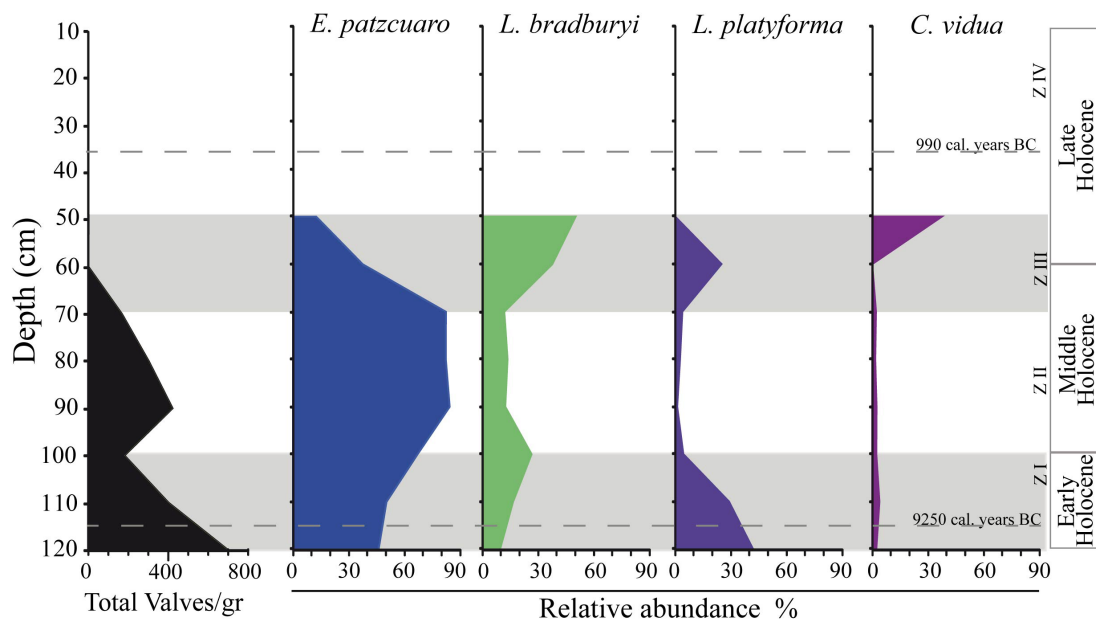 E. patzcuaro
L. bradburyi
L. platyforma
C. vidua
Depth (cm)
10
20
30
40
50
60
70
80
90
100
110
120
0
400
800
Total Valves/gr
0
30
60
90
0
30
60
90
0
30
60
90
0
30
60
90
Relative abundance %
990 cal. years BC
9250 cal. years BC
Z IV
Z III
Z II
Z I
Late
Holocene
Middle
Holocene
Early
Holocene